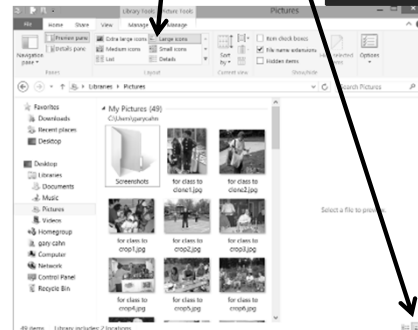 Library Tools Picture Tools Pictures
File Home Share View Manage Manage
Navigation pane
Preview pane
Details pane
Panes
Extra large icons Large icons
Medium icons Small icons
List Details
Layout
Sort by
Current view
Item check boxes
File name extensions
Hidden items
Show/hide
selected
Options
Libraries Pictures
Search Pictures
Favorites
Downloads
Recent places
Desktop
Desktop
Libraries
Documents
Music
Pictures
Videos
Homegroup
gary cahn
Computer
Network
Control Panel
Recycle Bin
My Pictures (49)
C:\Users\garycahn
Screenshots
for class to clone1.jpg
for class to clone2.jpg
for class to crop1.jpg
for class to crop2.jpg
for class to crop3.jpg
for class to crop4.jpg
for class to crop5.jpg
for class to crop6.jpg
Select a file to preview.
49 items Library includes: 2 locations